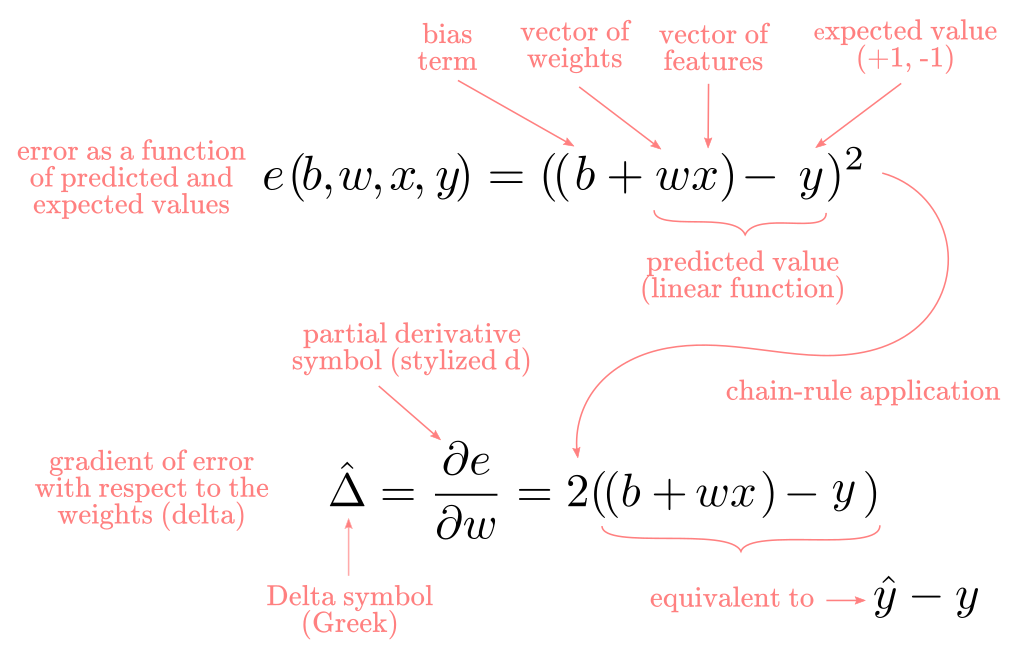 bias
term
vector of
weights
vector of
features
expected value
(+1, -1)
error as a function
of predicted and
expected values
e(b,w,x,y) = ((b + wx) − y)²
predicted value
(linear function)
partial derivative
symbol (stylized d)
chain-rule application
gradient of error
with respect to the
weights (delta)
Δ̂ = ∂e/∂w = 2((b + wx) − y)
Delta symbol
(Greek)
equivalent to
ŷ − y